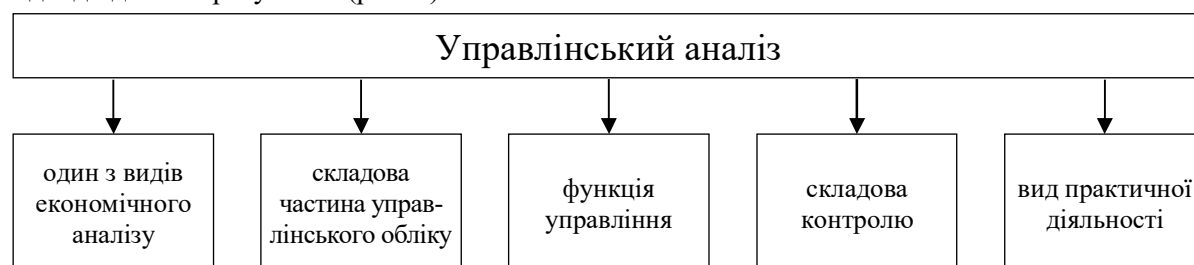 Управлінський аналіз
один з видів
економічного
аналізу
складова
частина управ-
лінського обліку
функція
управління
складова
контролю
вид практичної
діяльності